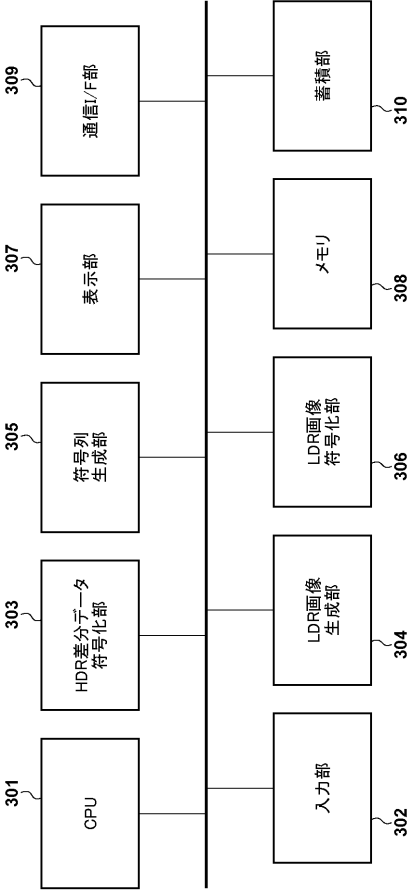 301
CPU
303
HDR差分データ
符号化部
305
符号列
生成部
307
表示部
309
通信I/F部
302
入力部
304
LDR画像
生成部
306
LDR画像
符号化部
308
メモリ
310
蓄積部